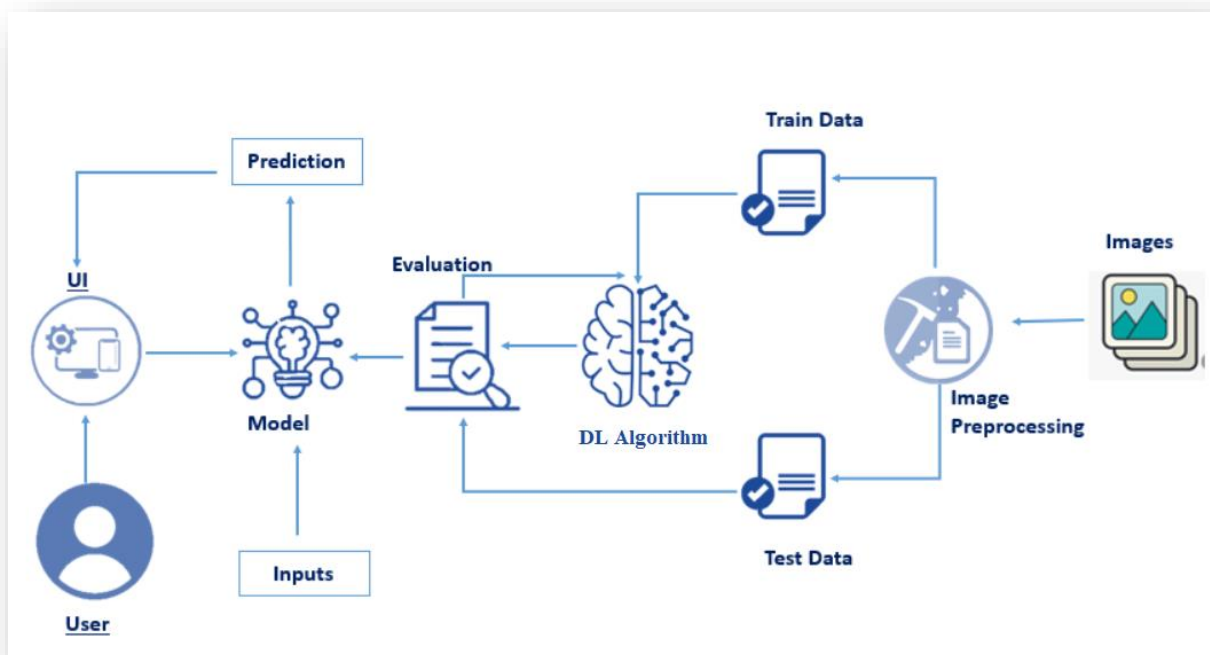 Train Data
Prediction
Images
Evaluation
UI
Image
Preprocessing
Model
DL Algorithm
Test Data
Inputs
User